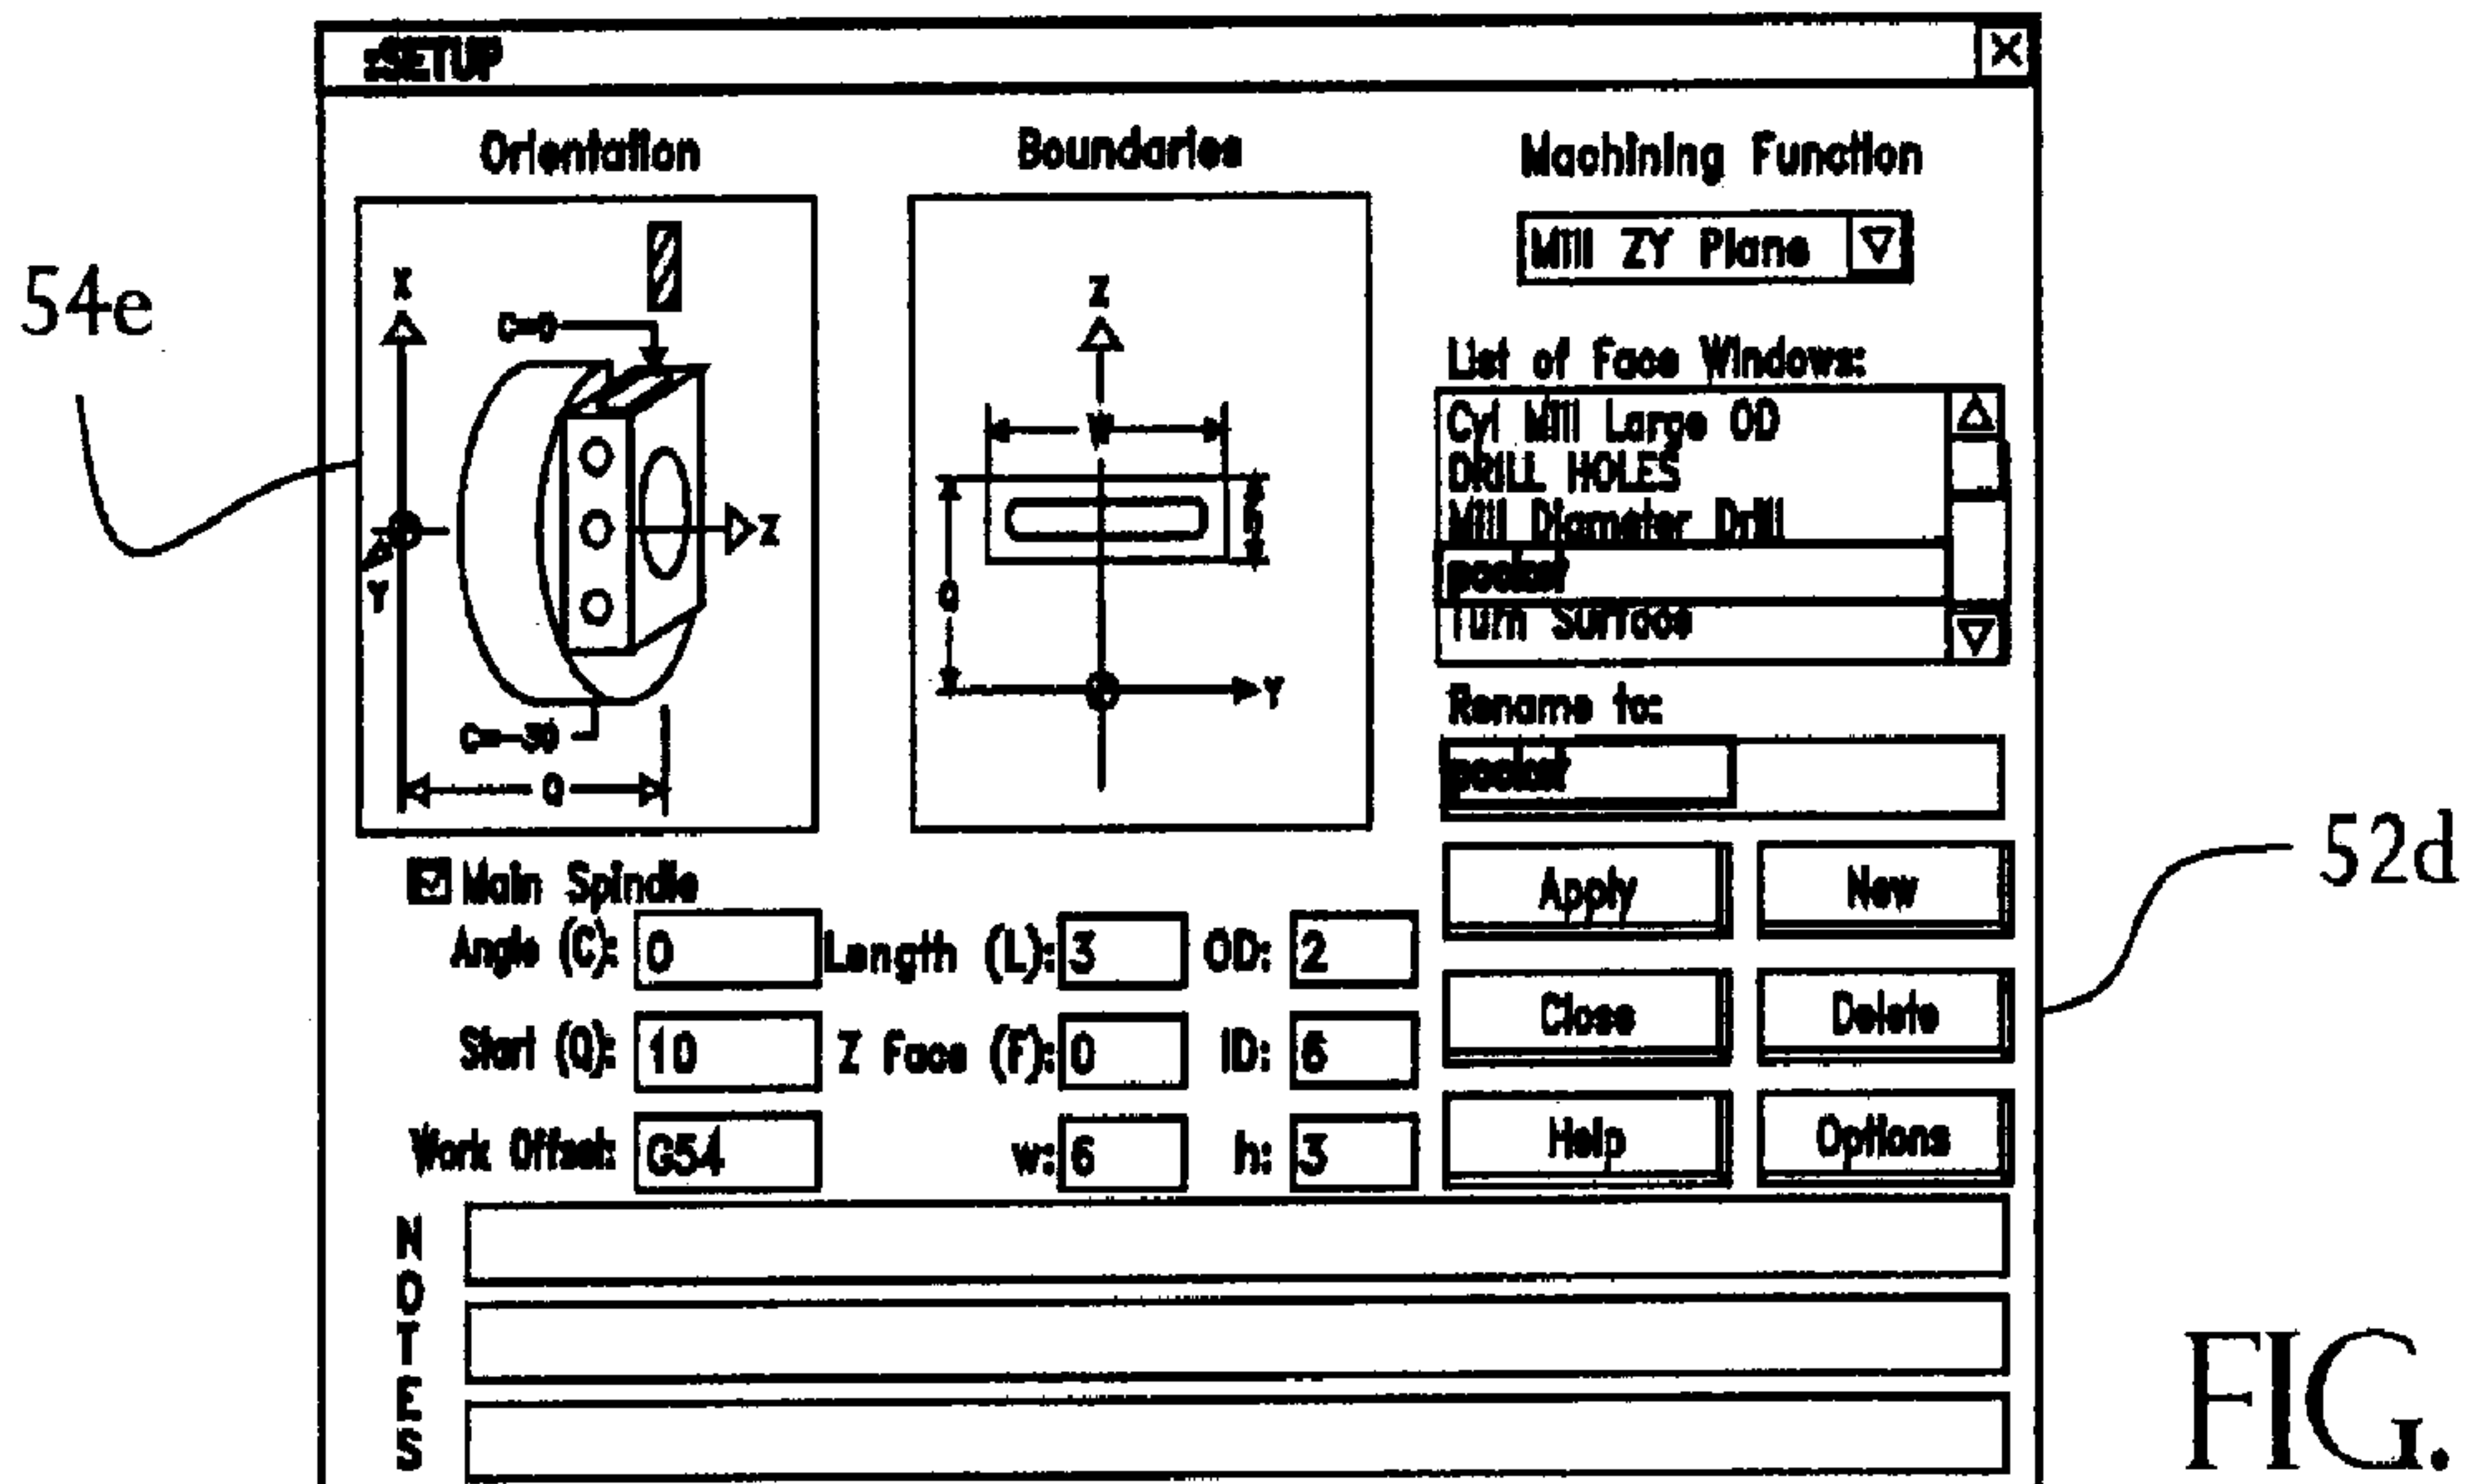 SETUP
Orientation
Boundaries
Machining Function
Mill ZY Plane
54e
X
C=0
Z
Y
Q
Z
W
h
Q
Y
List of Face Windows:
Cyl Mill Large OD
DRILL HOLES
Mill Diameter Drill
pocket
Turn Surface
Rename to:
pocket
Main Spindle
Angle (C): 0 Length (L): 3 OD: 2
Start (Q): 10 Z Face (F): 0 ID: 6
Work Offset: G54 w: 6 h: 3
Apply New
Close Delete
Help Options
52d
NOTES
FIG.